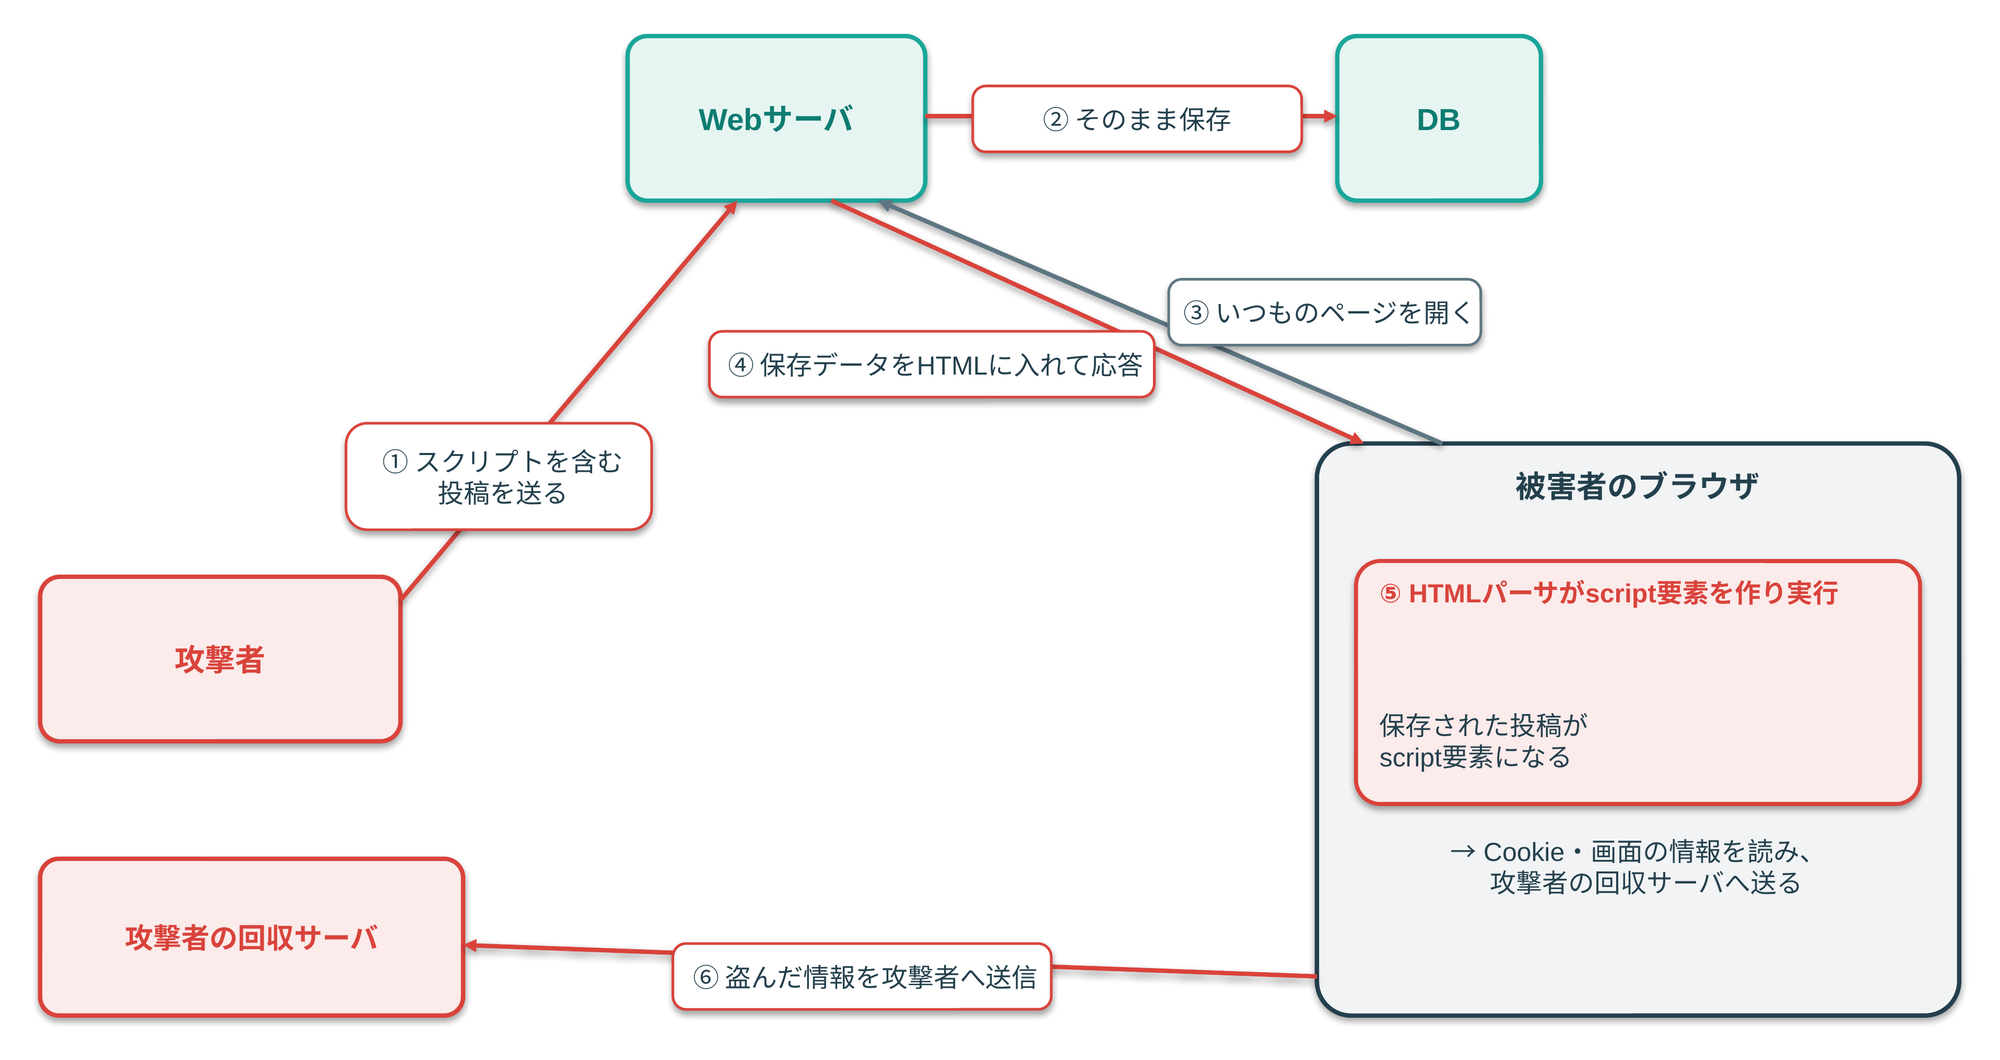 Webサーバ
② そのまま保存
DB
③ いつものページを開く
④ 保存データをHTMLに入れて応答
① スクリプトを含む
投稿を送る
被害者のブラウザ
⑤ HTMLパーサがscript要素を作り実行
攻撃者
保存された投稿が
script要素になる
→ Cookie・画面の情報を読み、
攻撃者の回収サーバへ送る
攻撃者の回収サーバ
⑥ 盗んだ情報を攻撃者へ送信